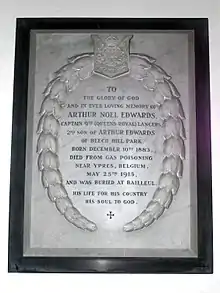 TO
THE GLORY OF GOD
AND IN EVER LOVING MEMORY OF
ARTHUR NOEL EDWARDS,
CAPTAIN 9TH (QUEEN'S ROYAL) LANCERS,
2ND SON OF ARTHUR EDWARDS,
OF BEECH HILL PARK.
BORN DECEMBER 10TH 1883,
DIED FROM GAS POISONING
NEAR YPRES, BELGIUM,
MAY 25TH 1915,
AND WAS BURIED AT BAILLEUL.
HIS LIFE FOR HIS COUNTRY
HIS SOUL TO GOD.